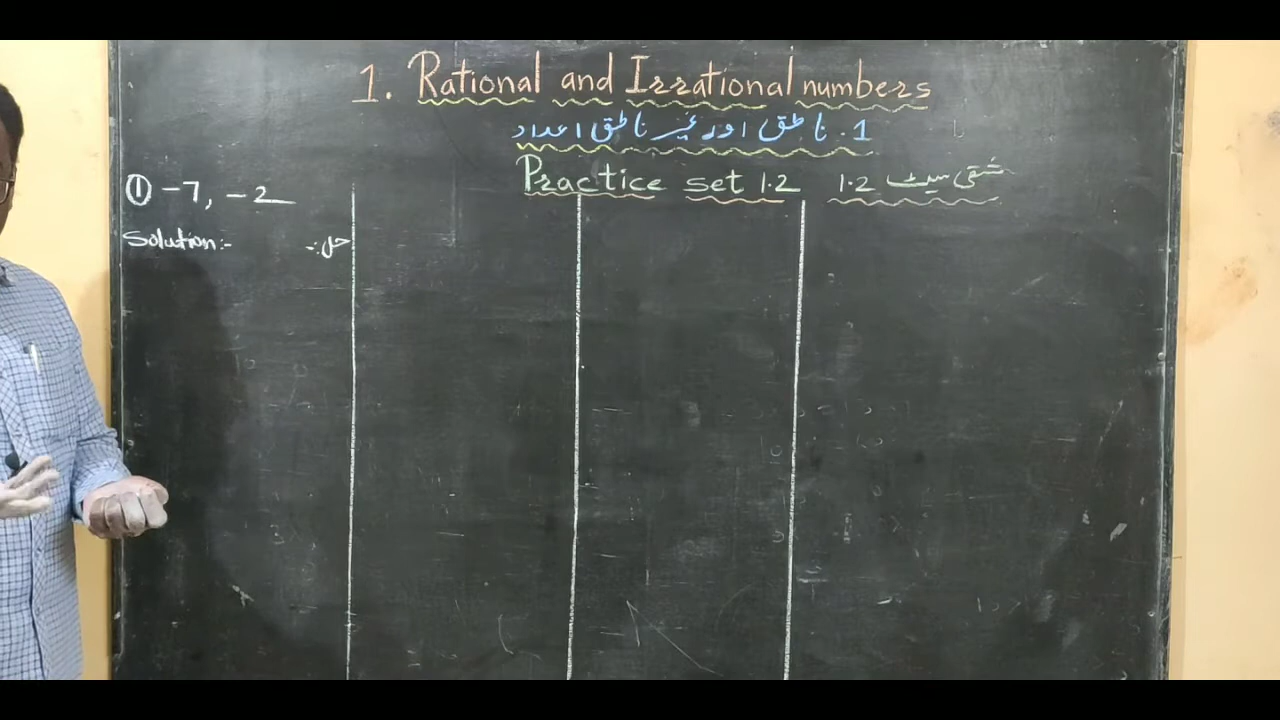 1. Rational and Irrational numbers
1. ناطق اور غیر ناطق اعداد
Practice set 1.2 مشقی سیٹ 1.2
① -7, -2
Solution:- حل:-